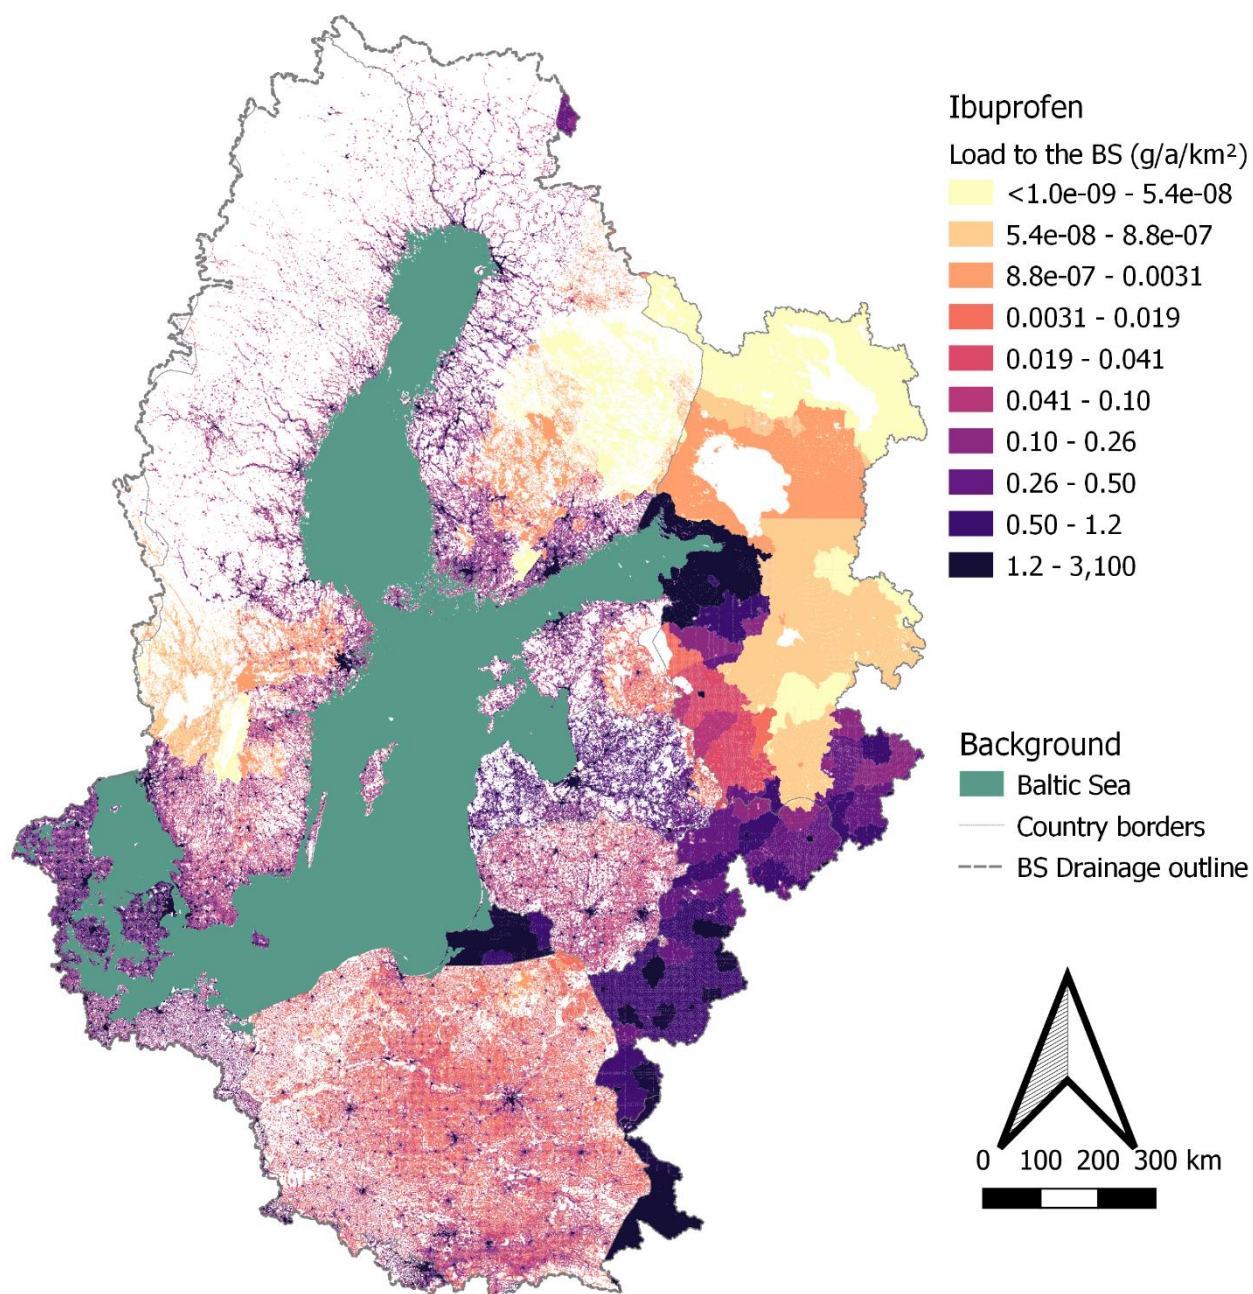 Ibuprofen
Load to the BS (g/a/km²)
<1.0e-09 - 5.4e-08
5.4e-08 - 8.8e-07
8.8e-07 - 0.0031
0.0031 - 0.019
0.019 - 0.041
0.041 - 0.10
0.10 - 0.26
0.26 - 0.50
0.50 - 1.2
1.2 - 3,100
Background
Baltic Sea
Country borders
BS Drainage outline
0 100 200 300 km